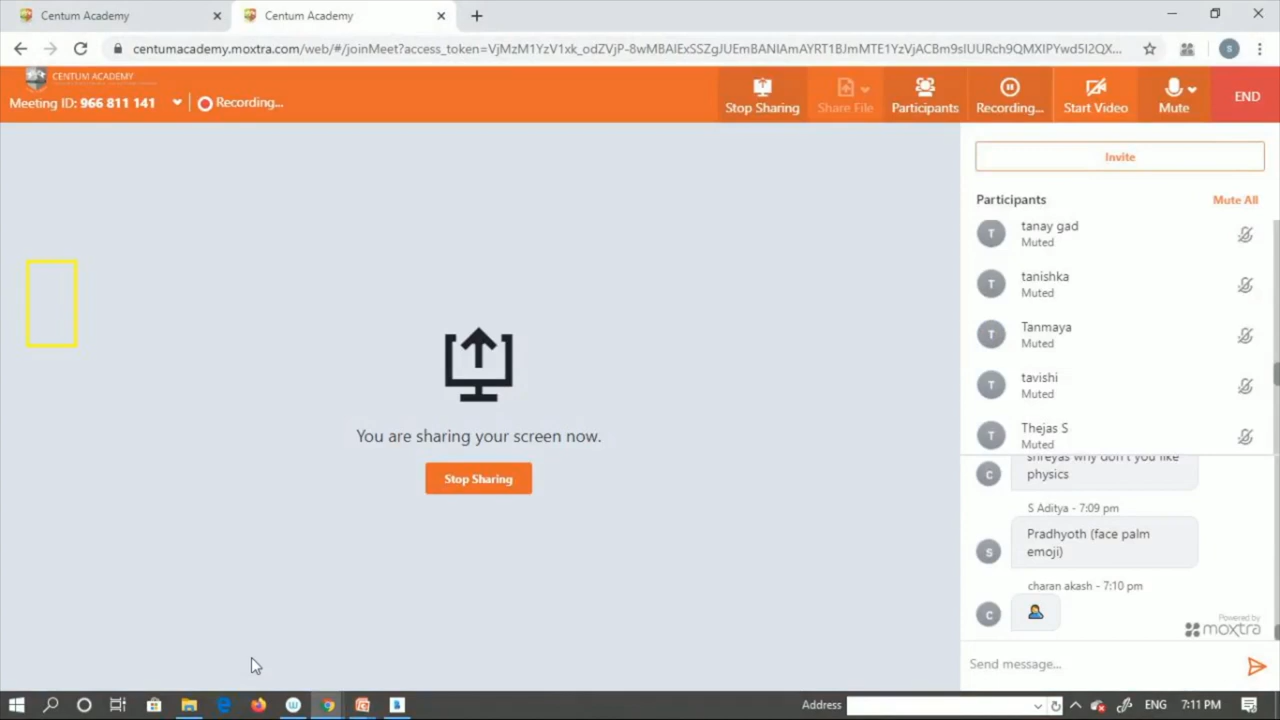 Centum Academy
Centum Academy
centumacademy.moxtra.com/web/#/joinMeet?access_token=VjMzM1YzV1xk_odZVjP-8wMBAlExSSZgJUEmBANlAmAYRT1BJmMTE1YzVjACBm9slUURch9QMXIPYwd5I2QX...
S
CENTUM ACADEMY
Meeting ID: 966 811 141
Recording...
Stop Sharing
Share File
Participants
Recording...
Start Video
Mute
END
Invite
Participants
Mute All
T
tanay gad
Muted
T
tanishka
Muted
T
Tanmaya
Muted
T
tavishi
Muted
T
Thejas S
Muted
You are sharing your screen now.
Stop Sharing
shreyas why don't you like
physics
C
S Aditya - 7:09 pm
Pradhyoth (face palm
emoji)
S
charan akash - 7:10 pm
C
Powered by
moxtra
Send message...
Address
ENG
7:11 PM